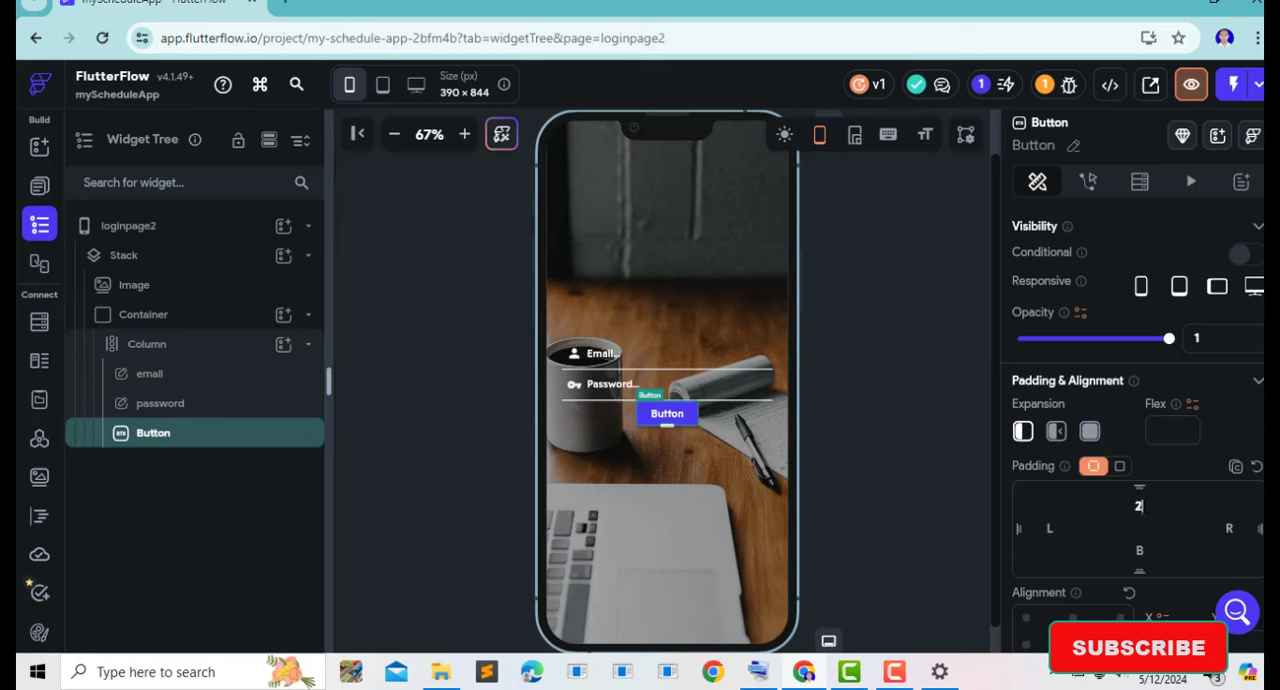 myScheduleApp - FlutterFlow
app.flutterflow.io/project/my-schedule-app-2bfm4b?tab=widgetTree&page=loginpage2
FlutterFlow v4.1.49+
myScheduleApp
Size (px)
390 × 844
v1
1
1
Build
Widget Tree
67%
Button
Button
Search for widget...
loginpage2
Stack
Image
Container
Column
email
password
Button
Connect
Email...
Password...
Button
Button
Visibility
Conditional
Responsive
Opacity
1
Padding & Alignment
Expansion
Flex
Padding
2
L
R
B
Alignment
X
SUBSCRIBE
Type here to search
5/12/2024
3
PRE